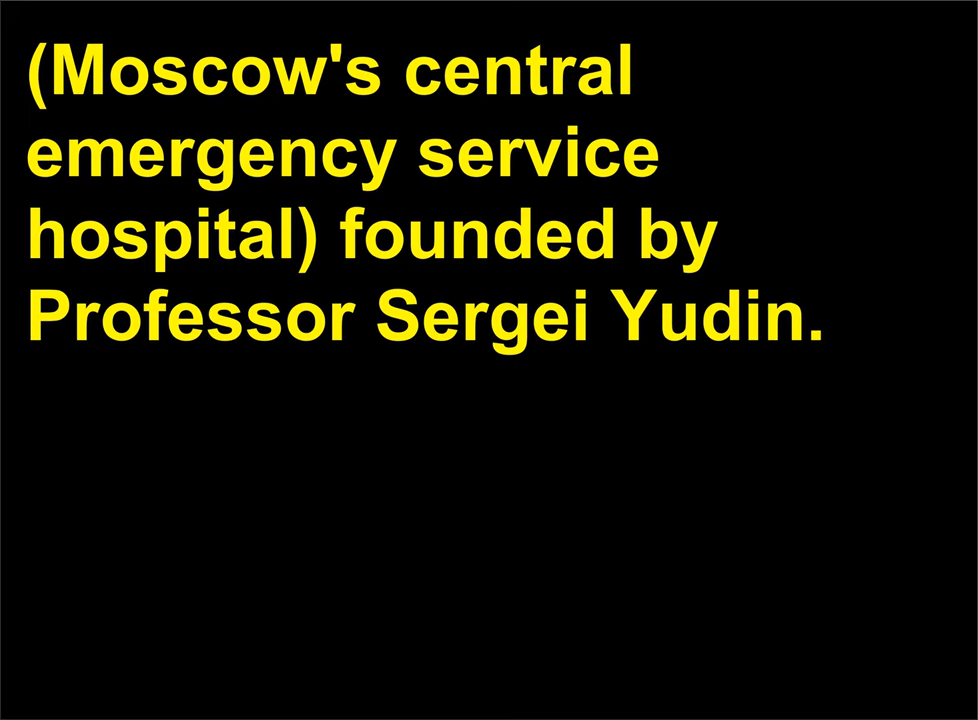 (Moscow's central
emergency service
hospital) founded by
Professor Sergei Yudin.